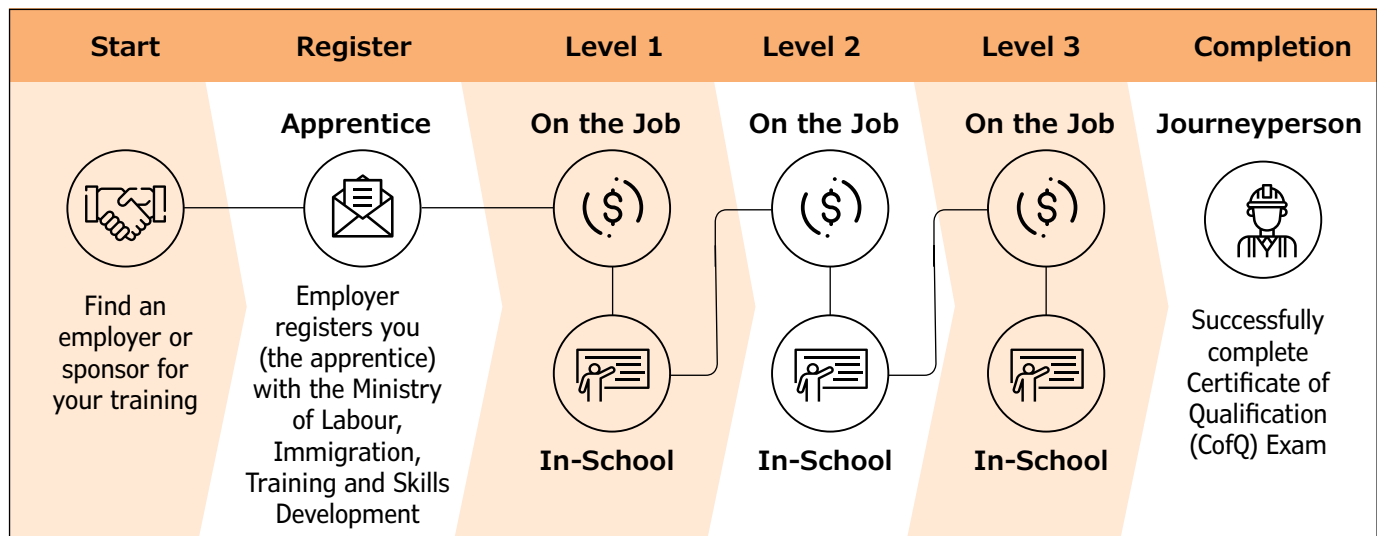 Start
Register
Level 1
Level 2
Level 3
Completion
Apprentice
On the Job
On the Job
On the Job
Journeyperson
$
$
$
Find an
employer or
sponsor for
your training
Employer
registers you
(the apprentice)
with the Ministry
of Labour,
Immigration,
Training and Skills
Development
In-School
In-School
In-School
Successfully
complete
Certificate of
Qualification
(CofQ) Exam